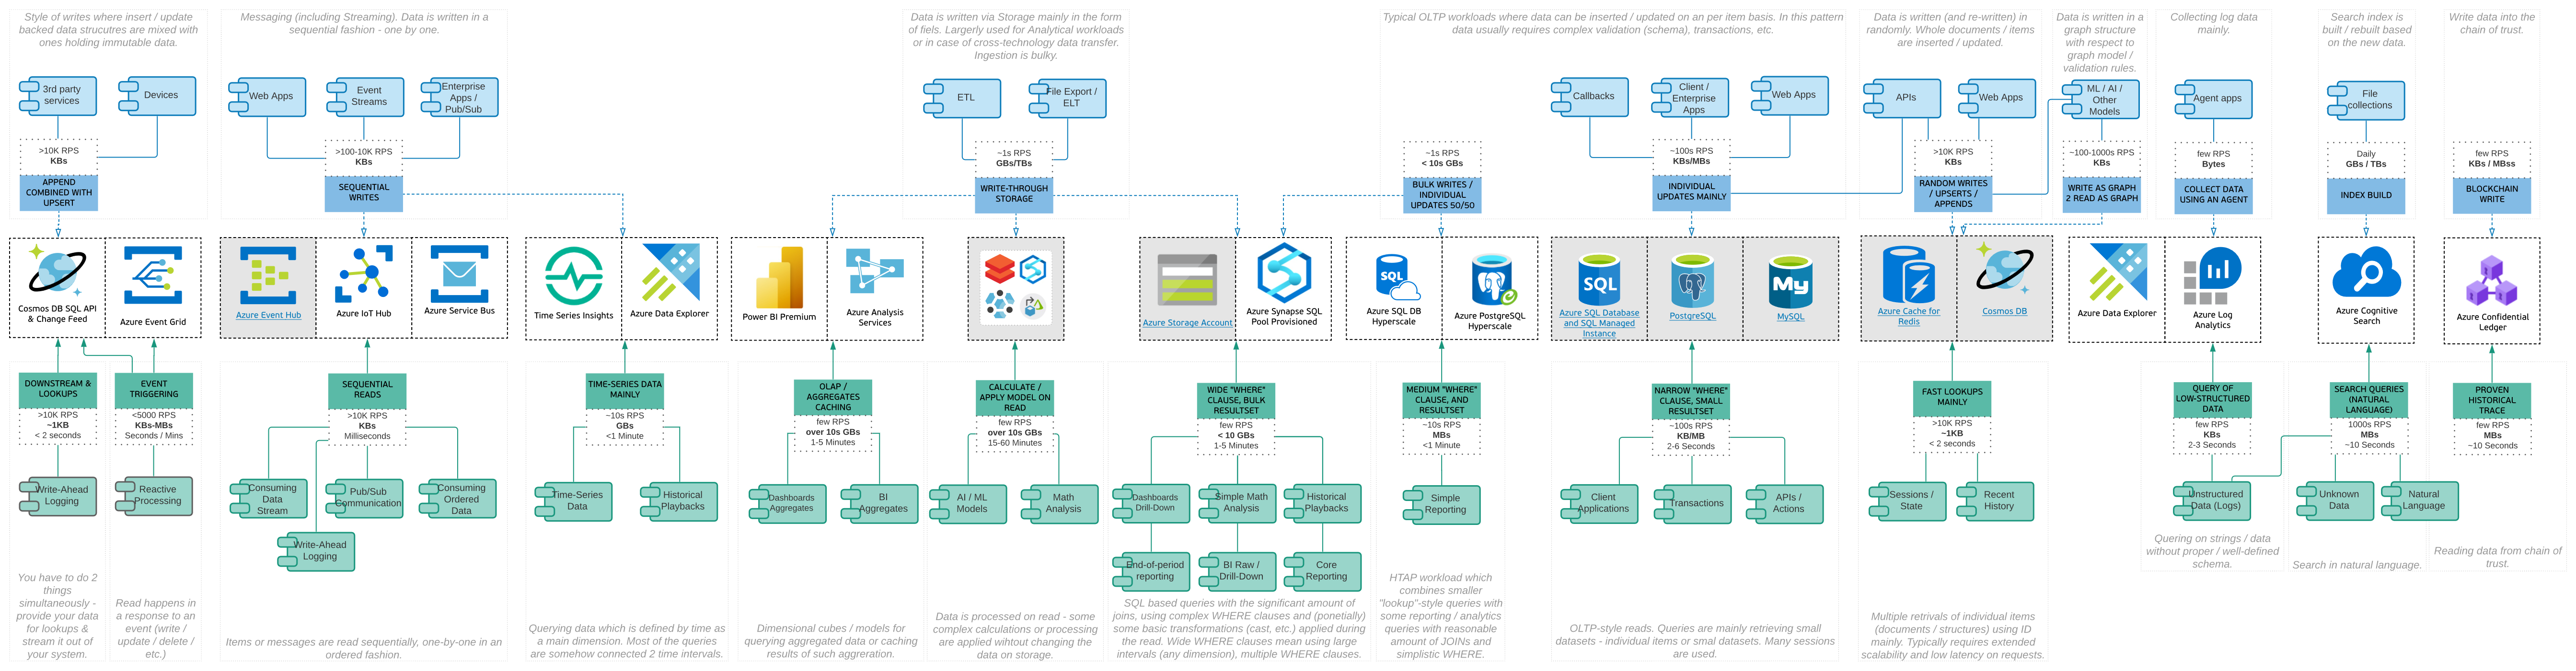 Style of writes where insert / update
backed data strucutres are mixed with
ones holding immutable data.
3rd party
services
Devices
>10K RPS
KBs
APPEND
COMBINED WITH
UPSERT
Messaging (including Streaming). Data is written in a
sequential fashion - one by one.
Web Apps
Event
Streams
Enterprise
Apps /
Pub/Sub
>100-10K RPS
KBs
SEQUENTIAL
WRITES
Data is written via Storage mainly in the form
of fiels. Largerly used for Analytical workloads
or in case of cross-technology data transfer.
Ingestion is bulky.
ETL
File Export /
ELT
~1s RPS
GBs/TBs
WRITE-THROUGH
STORAGE
Typical OLTP workloads where data can be inserted / updated on an per item basis. In this pattern
data usually requires complex validation (schema), transactions, etc.
~1s RPS
< 10s GBs
BULK WRITES /
INDIVIDUAL
UPDATES 50/50
Callbacks
Client /
Enterprise
Apps
Web Apps
~100s RPS
KBs/MBs
INDIVIDUAL
UPDATES MAINLY
Data is written (and re-written) in
randomly. Whole documents / items
are inserted / updated.
APIs
Web Apps
>10K RPS
KBs
RANDOM WRITES
/ UPSERTS /
APPENDS
Data is written in a
graph structure
with respect to
graph model /
validation rules.
ML / AI /
Other
Models
~100-1000s RPS
KBs
WRITE AS GRAPH
2 READ AS GRAPH
Collecting log data
mainly.
Agent apps
few RPS
Bytes
COLLECT DATA
USING AN AGENT
Search index is
built / rebuilt based
on the new data.
File
collections
Daily
GBs / TBs
INDEX BUILD
Write data into the
chain of trust.
few RPS
KBs / MBss
BLOCKCHAIN
WRITE
Cosmos DB SQL API
& Change Feed
Azure Event Grid
Azure Event Hub
Azure IoT Hub
Azure Service Bus
Time Series Insights
Azure Data Explorer
Power BI Premium
Azure Analysis
Services
Azure Storage Account
Azure Synapse SQL
Pool Provisioned
SQL
Azure SQL DB
Hyperscale
Azure PostgreSQL
Hyperscale
SQL
Azure SQL Database
and SQL Managed
Instance
PostgreSQL
My
MySQL
Azure Cache for
Redis
Cosmos DB
Azure Data Explorer
Azure Log
Analytics
Azure Cognitive
Search
Azure Confidential
Ledger
DOWNSTREAM &
LOOKUPS
>10K RPS
~1KB
< 2 seconds
Write-Ahead
Logging
You have to do 2
things
simultaneously -
provide your data
for lookups &
stream it out of
your system.
EVENT
TRIGGERING
<5000 RPS
KBs-MBs
Seconds / Mins
Reactive
Processing
Read happens in
a response to an
event (write /
update / delete /
etc.)
SEQUENTIAL
READS
>10K RPS
KBs
Milliseconds
Consuming
Data
Stream
Pub/Sub
Communication
Consuming
Ordered
Data
Write-Ahead
Logging
Items or messages are read sequentially, one-by-one in an
ordered fashion.
TIME-SERIES DATA
MAINLY
~10s RPS
GBs
<1 Minute
Time-Series
Data
Historical
Playbacks
Querying data which is defined by time as
a main dimension. Most of the queries
are somehow connected 2 time intervals.
OLAP /
AGGREGATES
CACHING
few RPS
over 10s GBs
1-5 Minutes
Dashboards
Aggregates
BI
Aggregates
Dimensional cubes / models for
querying aggregated data or caching
results of such aggreration.
CALCULATE /
APPLY MODEL ON
READ
few RPS
over 10s GBs
15-60 Minutes
AI / ML
Models
Math
Analysis
Data is processed on read - some
complex calculations or processing
are applied wihtout changing the
data on storage.
WIDE "WHERE"
CLAUSE, BULK
RESULTSET
few RPS
< 10 GBs
1-5 Minutes
Dashboards
Drill-Down
Simple Math
Analysis
Historical
Playbacks
End-of-period
reporting
BI Raw /
Drill-Down
Core
Reporting
SQL based queries with the significant amount of
joins, using complex WHERE clauses and (ponetially)
some basic transformations (cast, etc.) applied during
the read. Wide WHERE clauses mean using large
intervals (any dimension), multiple WHERE clauses.
MEDIUM "WHERE"
CLAUSE, AND
RESULTSET
~10s RPS
MBs
<1 Minute
Simple
Reporting
HTAP workload which
combines smaller
"lookup"-style queries with
some reporting / analytics
queries with reasonable
amount of JOINs and
simplistic WHERE.
NARROW "WHERE"
CLAUSE, SMALL
RESULTSET
~100s RPS
KB/MB
2-6 Seconds
Client
Applications
Transactions
APIs /
Actions
OLTP-style reads. Queries are mainly retrieving small
datasets - individual items or smal datasets. Many sessions
are used.
FAST LOOKUPS
MAINLY
>10K RPS
~1KB
< 2 seconds
Sessions /
State
Recent
History
Multiple retrivals of individual items
(documents / structures) using ID
mainly. Typically requires extended
scalability and low latency on requests.
QUERY OF
LOW-STRUCTURED
DATA
few RPS
KBs
2-3 Seconds
Unstructured
Data (Logs)
Quering on strings / data
without proper / well-defined
schema.
SEARCH QUERIES
(NATURAL
LANGUAGE)
1000s RPS
MBs
~10 Seconds
Unknown
Data
Natural
Language
Search in natural language.
PROVEN
HISTORICAL
TRACE
few RPS
MBs
~10 Seconds
Reading data from chain of
trust.